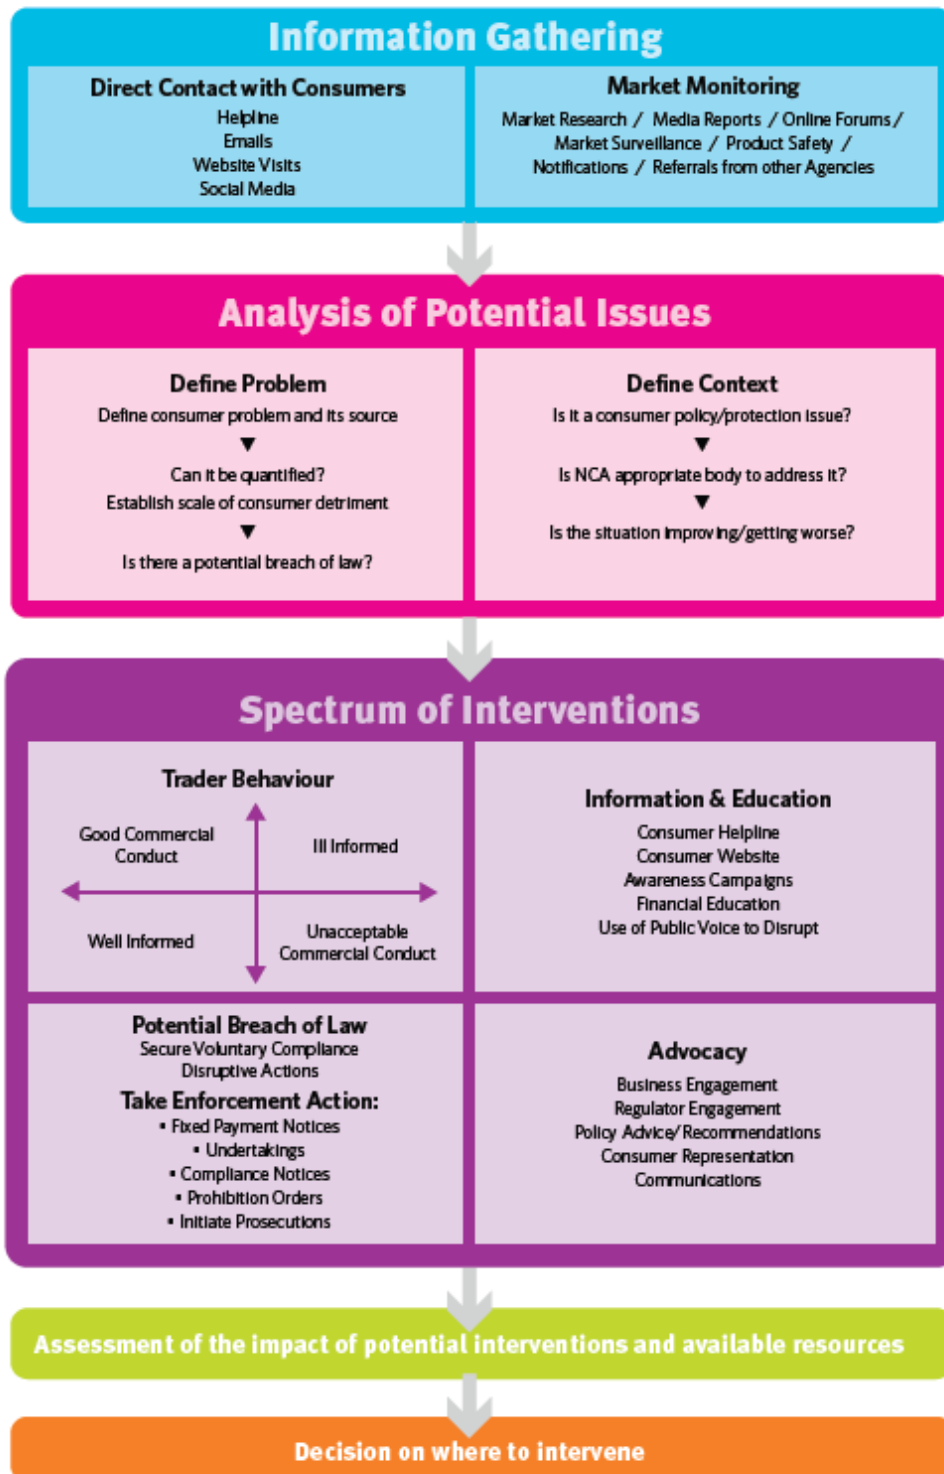 Information Gathering
Direct Contact with Consumers
Helpline
Emails
Website Visits
Social Media
Market Monitoring
Market Research / Media Reports / Online Forums /
Market Surveillance / Product Safety /
Notifications / Referrals from other Agencies
Analysis of Potential Issues
Define Problem
Define consumer problem and its source
▼
Can it be quantified?
Establish scale of consumer detriment
▼
Is there a potential breach of law?
Define Context
Is it a consumer policy/protection issue?
▼
Is NCA appropriate body to address it?
▼
Is the situation improving/getting worse?
Spectrum of Interventions
Trader Behaviour
Good Commercial
Conduct
Ill Informed
Well Informed
Unacceptable
Commercial Conduct
Information & Education
Consumer Helpline
Consumer Website
Awareness Campaigns
Financial Education
Use of Public Voice to Disrupt
Potential Breach of Law
Secure Voluntary Compliance
Disruptive Actions
Take Enforcement Action:
▪ Fixed Payment Notices
▪ Undertakings
▪ Compliance Notices
▪ Prohibition Orders
▪ Initiate Prosecutions
Advocacy
Business Engagement
Regulator Engagement
Policy Advice/Recommendations
Consumer Representation
Communications
Assessment of the impact of potential interventions and available resources
Decision on where to intervene